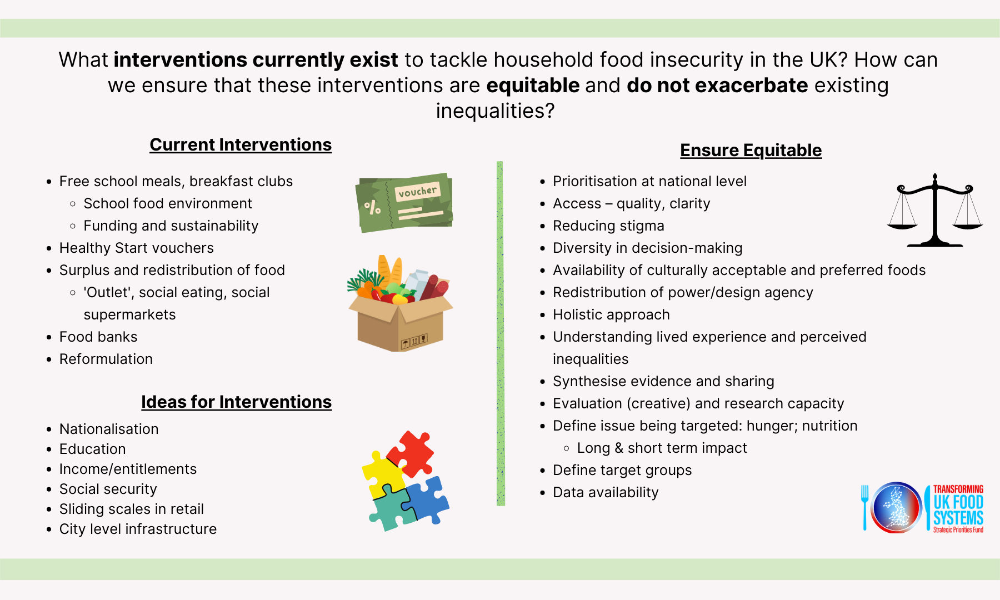 What interventions currently exist to tackle household food insecurity in the UK? How can
we ensure that these interventions are equitable and do not exacerbate existing
inequalities?
Current Interventions
• Free school meals, breakfast clubs
◦ School food environment
◦ Funding and sustainability
• Healthy Start vouchers
• Surplus and redistribution of food
◦ 'Outlet', social eating, social
supermarkets
• Food banks
• Reformulation
voucher
%
Ideas for Interventions
• Nationalisation
• Education
• Income/entitlements
• Social security
• Sliding scales in retail
• City level infrastructure
Ensure Equitable
• Prioritisation at national level
• Access – quality, clarity
• Reducing stigma
• Diversity in decision-making
• Availability of culturally acceptable and preferred foods
• Redistribution of power/design agency
• Holistic approach
• Understanding lived experience and perceived
inequalities
• Synthesise evidence and sharing
• Evaluation (creative) and research capacity
• Define issue being targeted: hunger; nutrition
◦ Long & short term impact
• Define target groups
• Data availability
TRANSFORMING
UK FOOD
SYSTEMS
Strategic Priorities Fund